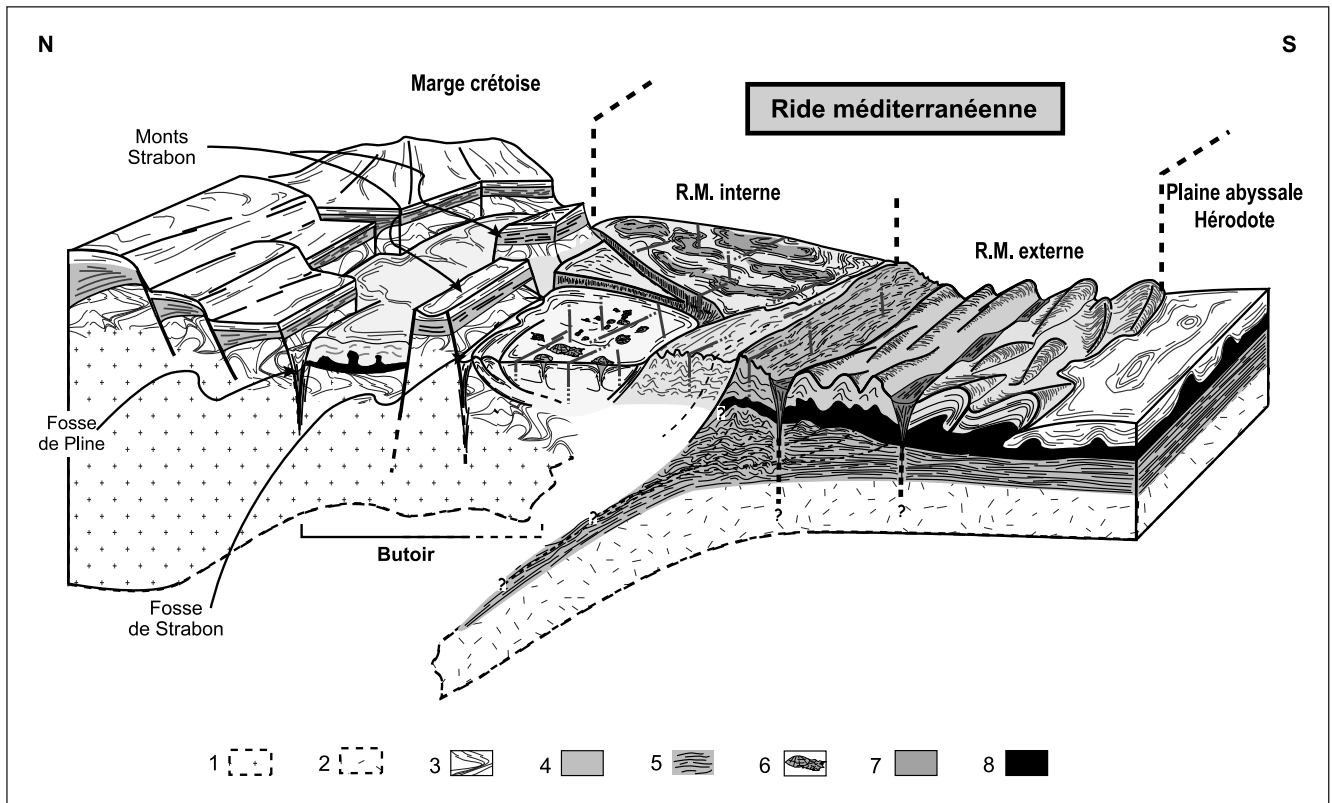 N
S
Marge crétoise
Ride méditerranéenne
Monts
Strabon
R.M. interne
Plaine abyssale
Hérodote
R.M. externe
Fosse
de Pline
?
?
?
?
?
Butoir
Fosse
de Strabon
1
2
3
4
5
6
7
8